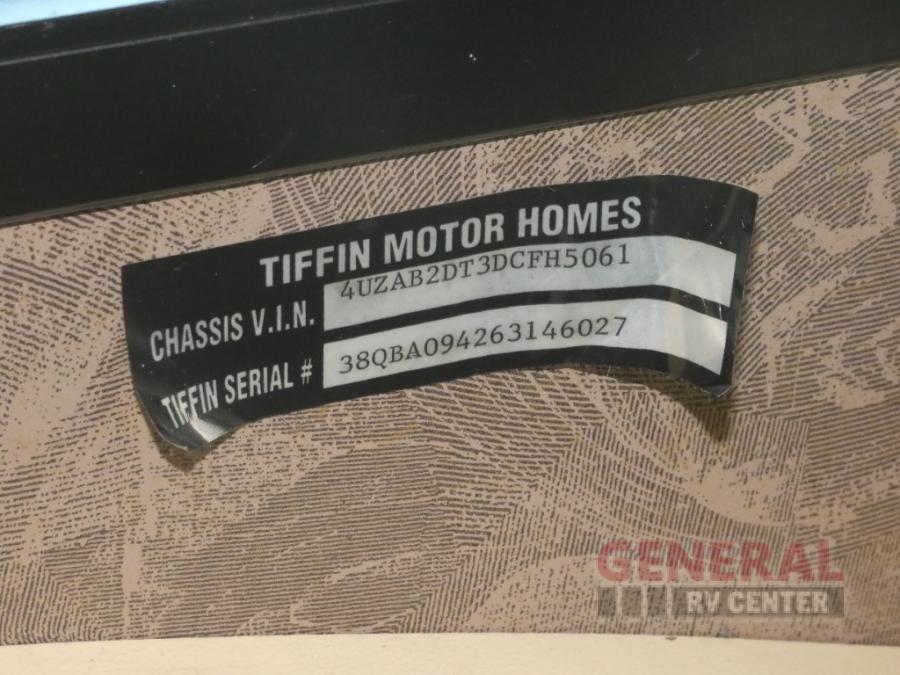 TIFFIN MOTOR HOMES
CHASSIS V.I.N. 4UZAB2DT3DCFH5061
TIFFIN SERIAL # 38QBA094263146027
GENERAL
RV CENTER